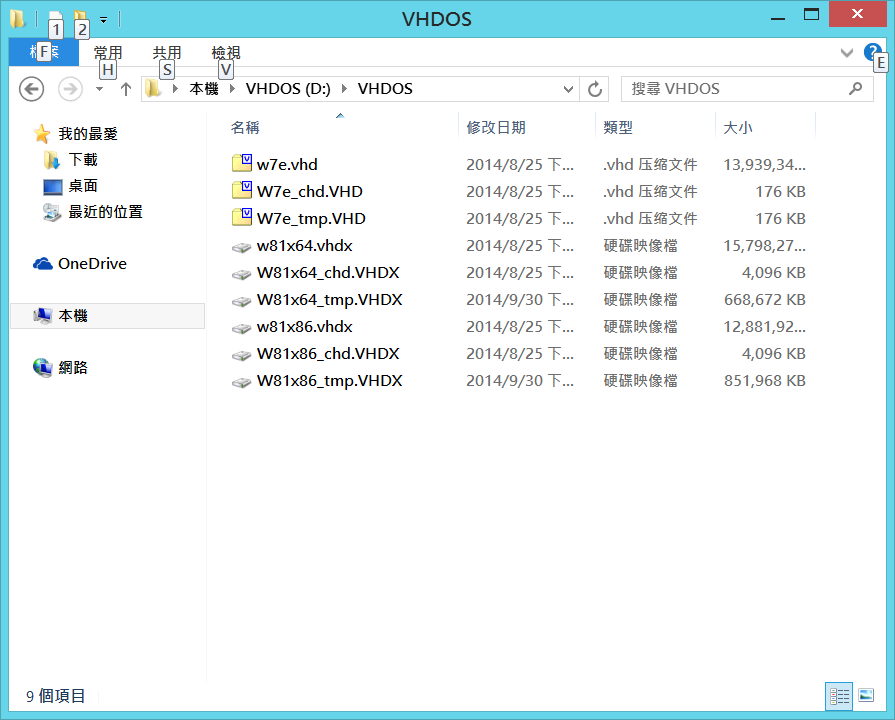 VHDOS
1 2
檔案 常用 共用 檢視
F H S V E
本機 VHDOS (D:) VHDOS 搜尋 VHDOS
名稱 修改日期 類型 大小
我的最愛
下載
桌面
最近的位置
OneDrive
本機
網路
w7e.vhd 2014/8/25 下... .vhd 压缩文件 13,939,34...
W7e_chd.VHD 2014/8/25 下... .vhd 压缩文件 176 KB
W7e_tmp.VHD 2014/8/25 下... .vhd 压缩文件 176 KB
w81x64.vhdx 2014/8/25 下... 硬碟映像檔 15,798,27...
W81x64_chd.VHDX 2014/8/25 下... 硬碟映像檔 4,096 KB
W81x64_tmp.VHDX 2014/9/30 下... 硬碟映像檔 668,672 KB
w81x86.vhdx 2014/8/25 下... 硬碟映像檔 12,881,92...
W81x86_chd.VHDX 2014/8/25 下... 硬碟映像檔 4,096 KB
W81x86_tmp.VHDX 2014/9/30 下... 硬碟映像檔 851,968 KB
9 個項目